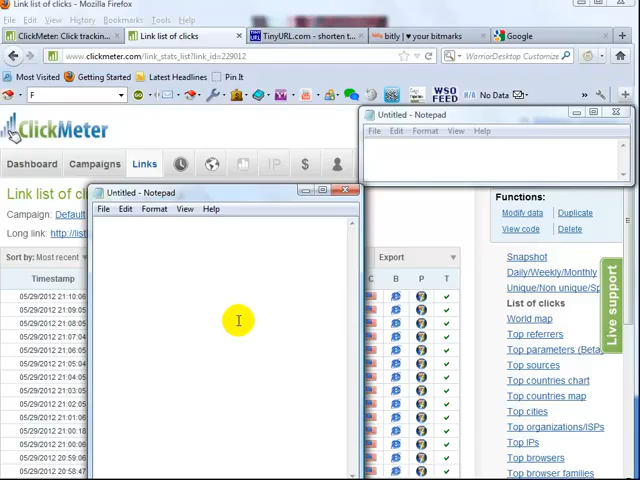 Link list of clicks - Mozilla Firefox
File Edit View History Bookmarks Tools Help
ClickMeter: Click trackin... Link list of clicks TinyURL.com - shorten t... bitly | ♥ your bitmarks Google
www.clickmeter.com/link_stats_list?link_id=229012 WarriorDesktop Customize
Most Visited Getting Started Latest Headlines Pin It
F WSO FEED No Data
ClickMeter
Untitled - Notepad
File Edit Format View Help
Dashboard Campaigns Links $
Untitled - Notepad
File Edit Format View Help
Link list of c
Campaign: Default
Long link: http://list
Sort by: Most recent Export
Timestamp C B P T
05/29/2012 21:10:06
05/29/2012 21:09:05
05/29/2012 21:08:05
05/29/2012 21:07:04
05/29/2012 21:06:05
05/29/2012 21:05:04
05/29/2012 21:04:05
05/29/2012 21:03:05
05/29/2012 21:02:05
05/29/2012 21:01:06
05/29/2012 21:00:18
05/29/2012 20:59:06
05/29/2012 20:58:47
Functions:
Modify data Duplicate
View code Delete
Snapshot
Daily/Weekly/Monthly
Unique/Non unique/Sp
List of clicks
World map
Top referrers
Top parameters (Beta
Top sources
Top countries chart
Top countries map
Top cities
Top organizations/ISPs
Top IPs
Top browsers
Top browser families
Live support